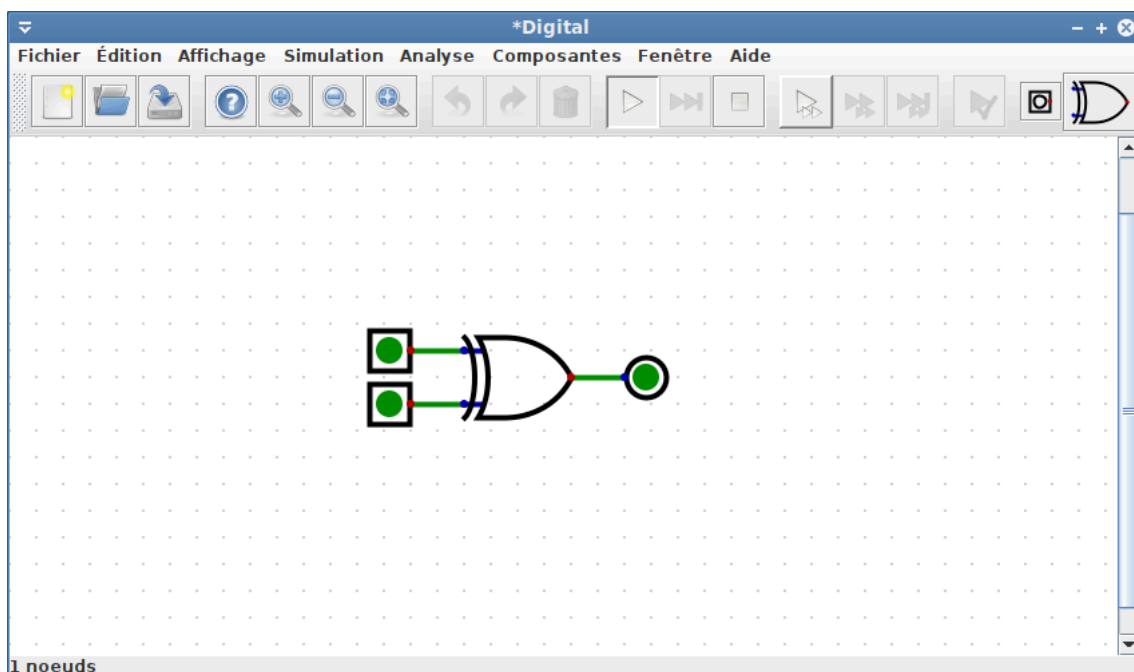 *Digital
Fichier Édition Affichage Simulation Analyse Composantes Fenêtre Aide
1 noeuds